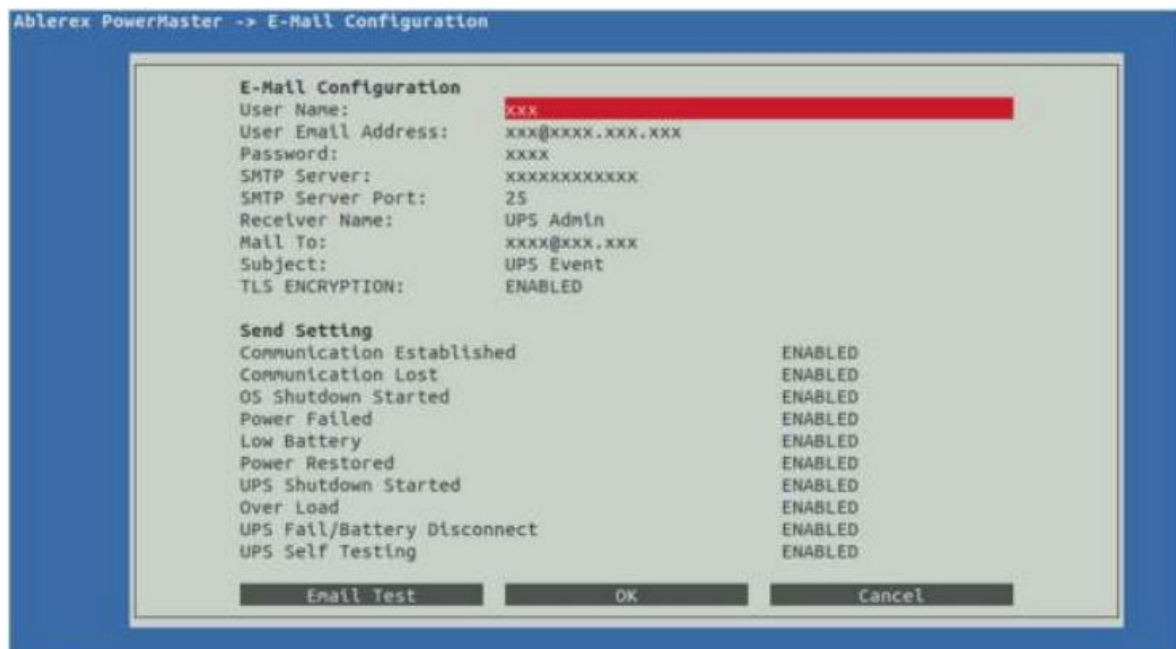 Ablerex PowerMaster -> E-Mail Configuration
E-Mail Configuration
User Name: xxx
User Email Address: xxx@xxxx.xxx.xxx
Password: xxxx
SMTP Server: xxxxxxxxxxxx
SMTP Server Port: 25
Receiver Name: UPS Admin
Mail To: xxxx@xxx.xxx
Subject: UPS Event
TLS ENCRYPTION: ENABLED
Send Setting
Communication Established ENABLED
Communication Lost ENABLED
OS Shutdown Started ENABLED
Power Failed ENABLED
Low Battery ENABLED
Power Restored ENABLED
UPS Shutdown Started ENABLED
Over Load ENABLED
UPS Fail/Battery Disconnect ENABLED
UPS Self Testing ENABLED
Email Test OK Cancel